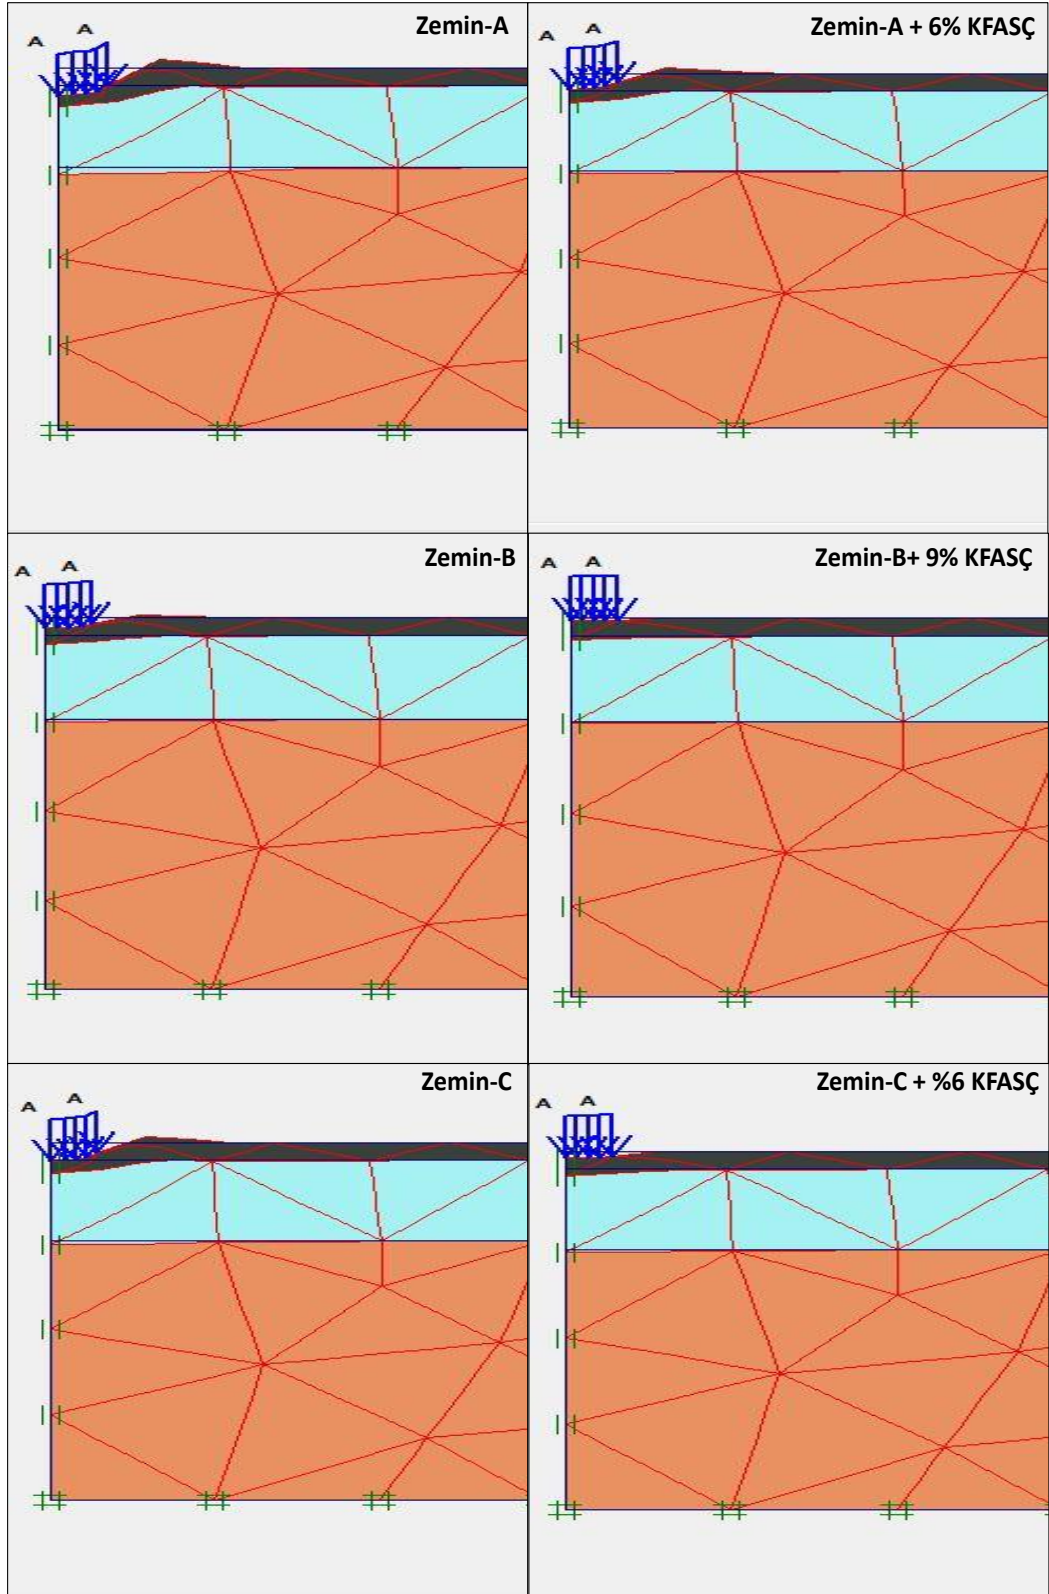 Zemin-A
A A
Zemin-A + 6% KFASÇ
A A
Zemin-B
A A
Zemin-B+ 9% KFASÇ
A A
Zemin-C
A A
Zemin-C + %6 KFASÇ
A A